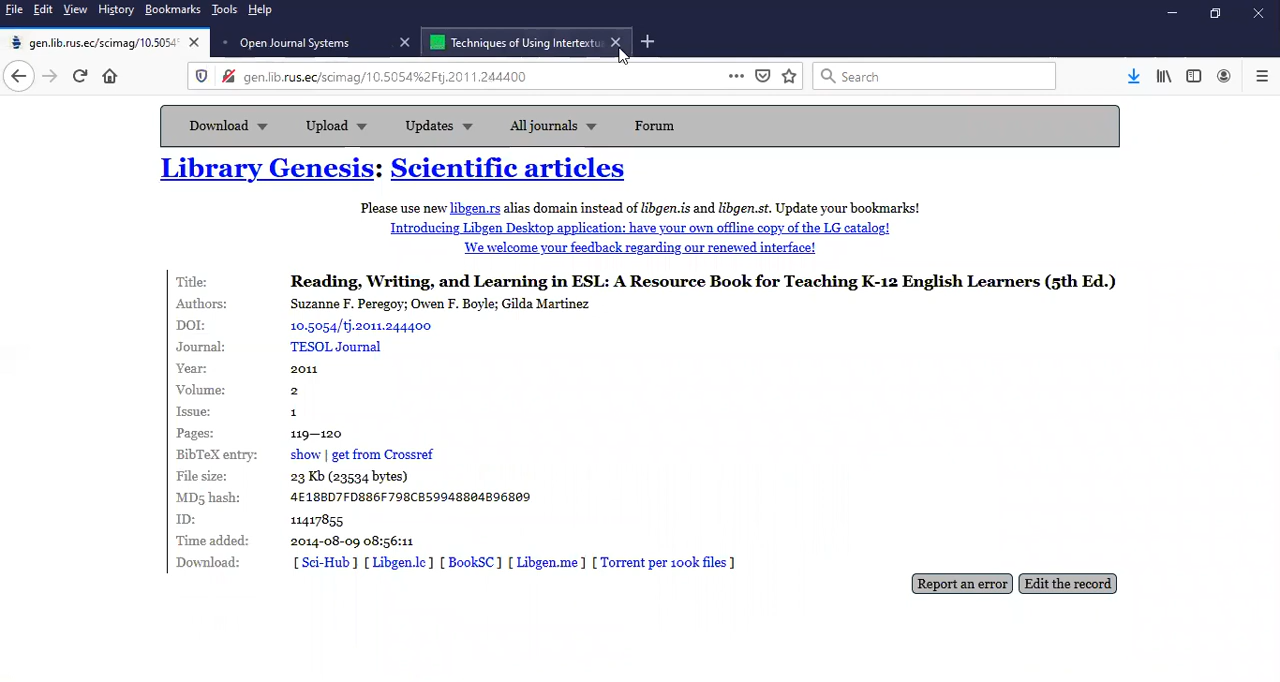 File Edit View History Bookmarks Tools Help
gen.lib.rus.ec/scimag/10.5054 Open Journal Systems Techniques of Using Intertextu
gen.lib.rus.ec/scimag/10.5054%2Ftj.2011.244400 Search
Download Upload Updates All journals Forum
Library Genesis: Scientific articles
Please use new libgen.rs alias domain instead of libgen.is and libgen.st. Update your bookmarks!
Introducing Libgen Desktop application: have your own offline copy of the LG catalog!
We welcome your feedback regarding our renewed interface!
Title: Reading, Writing, and Learning in ESL: A Resource Book for Teaching K-12 English Learners (5th Ed.)
Authors: Suzanne F. Peregoy; Owen F. Boyle; Gilda Martinez
DOI: 10.5054/tj.2011.244400
Journal: TESOL Journal
Year: 2011
Volume: 2
Issue: 1
Pages: 119—120
BibTeX entry: show | get from Crossref
File size: 23 Kb (23534 bytes)
MD5 hash: 4E18BD7FD886F798CB59948804B96809
ID: 11417855
Time added: 2014-08-09 08:56:11
Download: [ Sci-Hub ] [ Libgen.lc ] [ BookSC ] [ Libgen.me ] [ Torrent per 100k files ]
Report an error Edit the record